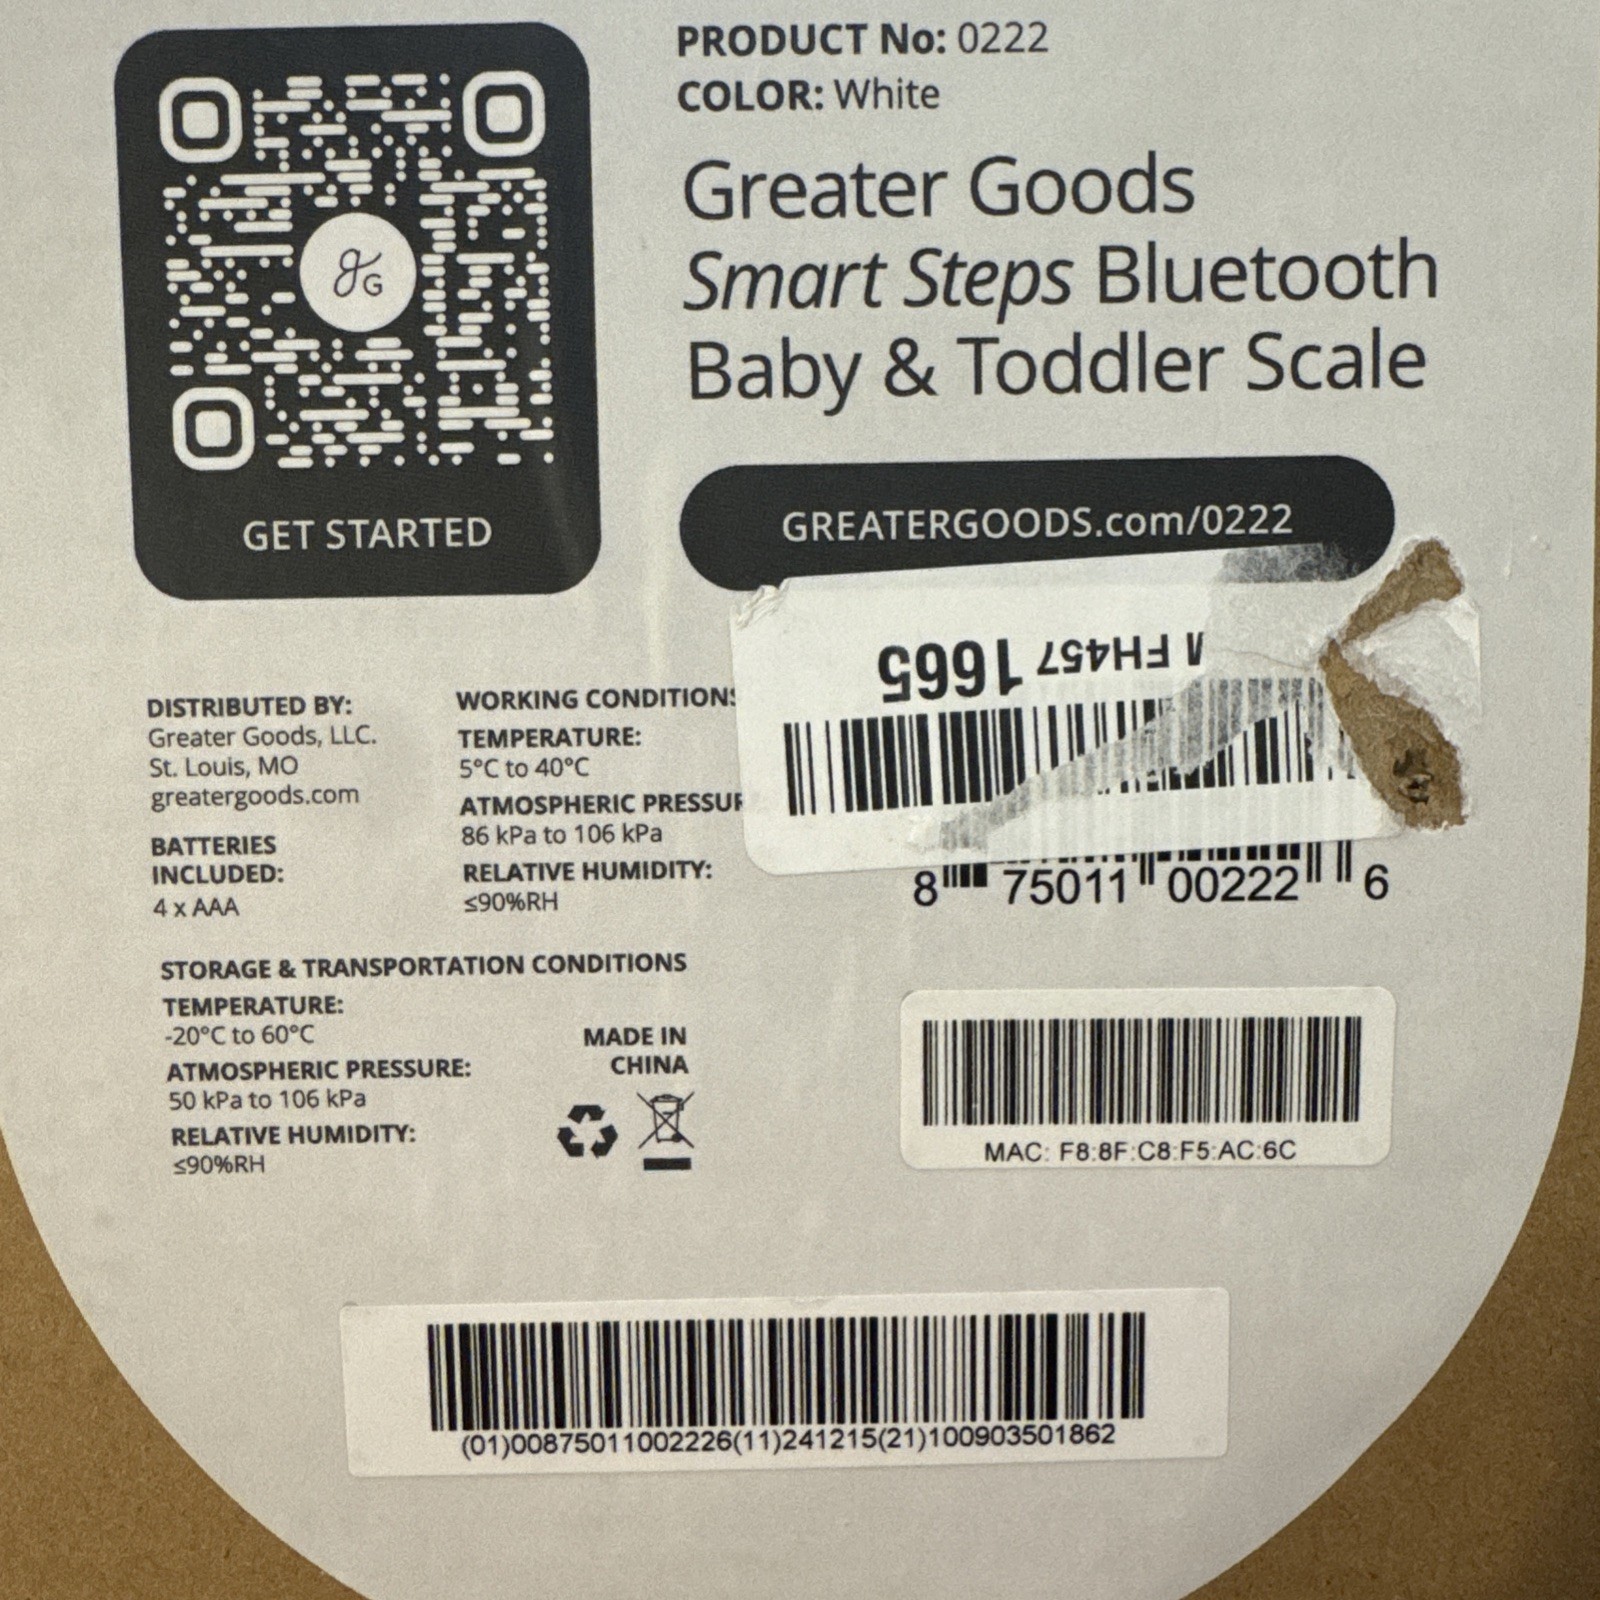 PRODUCT No: 0222
COLOR: White
Greater Goods
Smart Steps Bluetooth
Baby & Toddler Scale
gG
GET STARTED
GREATERGOODS.com/0222
FH457 1665
DISTRIBUTED BY:
Greater Goods, LLC.
St. Louis, MO
greatergoods.com
BATTERIES
INCLUDED:
4 x AAA
WORKING CONDITIONS
TEMPERATURE:
5°C to 40°C
ATMOSPHERIC PRESSUR
86 kPa to 106 kPa
RELATIVE HUMIDITY:
≤90%RH
8 75011 00222 6
STORAGE & TRANSPORTATION CONDITIONS
TEMPERATURE:
-20°C to 60°C
ATMOSPHERIC PRESSURE:
50 kPa to 106 kPa
RELATIVE HUMIDITY:
≤90%RH
MADE IN
CHINA
MAC: F8:8F:C8:F5:AC:6C
(01)00875011002226(11)241215(21)100903501862